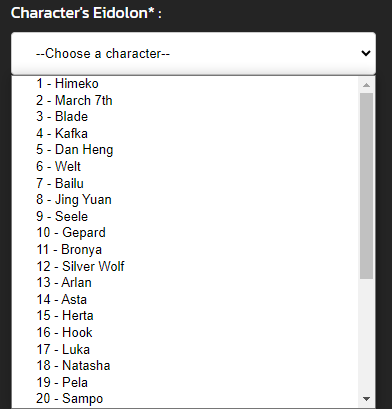 Character's Eidolon* :
--Choose a character--
1 - Himeko
2 - March 7th
3 - Blade
4 - Kafka
5 - Dan Heng
6 - Welt
7 - Bailu
8 - Jing Yuan
9 - Seele
10 - Gepard
11 - Bronya
12 - Silver Wolf
13 - Arlan
14 - Asta
15 - Herta
16 - Hook
17 - Luka
18 - Natasha
19 - Pela
20 - Sampo